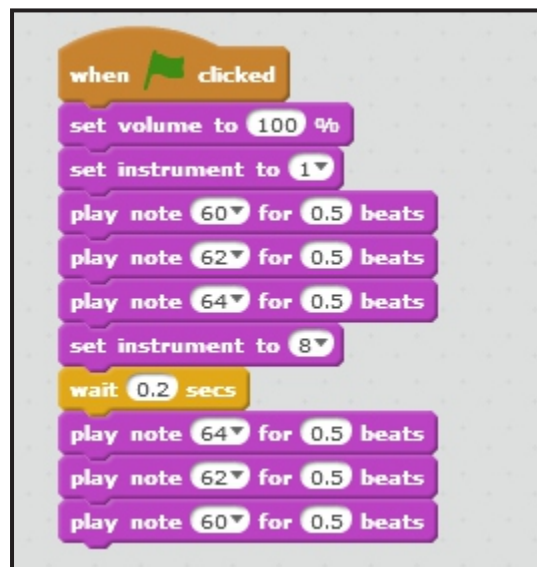 when clicked
set volume to 100 %
set instrument to 1
play note 60 for 0.5 beats
play note 62 for 0.5 beats
play note 64 for 0.5 beats
set instrument to 8
wait 0.2 secs
play note 64 for 0.5 beats
play note 62 for 0.5 beats
play note 60 for 0.5 beats